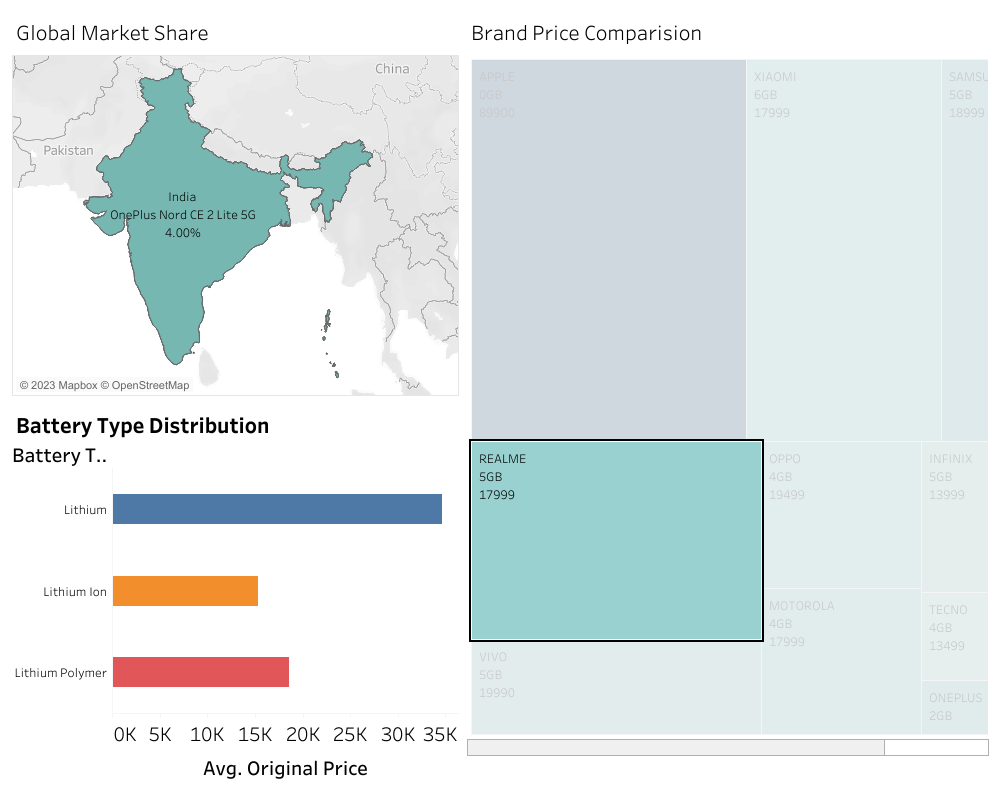 Global Market Share
China
Pakistan
India
OnePlus Nord CE 2 Lite 5G
4.00%
© 2023 Mapbox © OpenStreetMap
Battery Type Distribution
Battery T..
Lithium
Lithium Ion
Lithium Polymer
0K 5K 10K 15K 20K 25K 30K 35K
Avg. Original Price
Brand Price Comparision
APPLE
0GB
89900
XIAOMI
6GB
17999
SAMSU
5GB
18999
REALME
5GB
17999
OPPO
4GB
19499
INFINIX
5GB
13999
MOTOROLA
4GB
17999
TECNO
4GB
13499
VIVO
5GB
19990
ONEPLUS
2GB